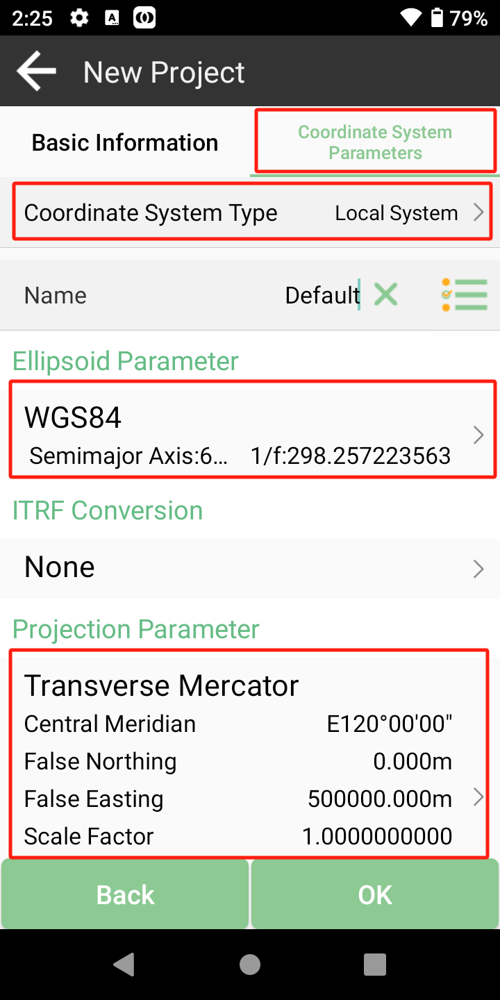 2:25 A 79%
New Project
Basic Information
Coordinate System
Parameters
Coordinate System Type Local System
Name Default
Ellipsoid Parameter
WGS84
Semimajor Axis:6... 1/f:298.257223563
ITRF Conversion
None
Projection Parameter
Transverse Mercator
Central Meridian E120°00'00"
False Northing 0.000m
False Easting 500000.000m
Scale Factor 1.0000000000
Back OK